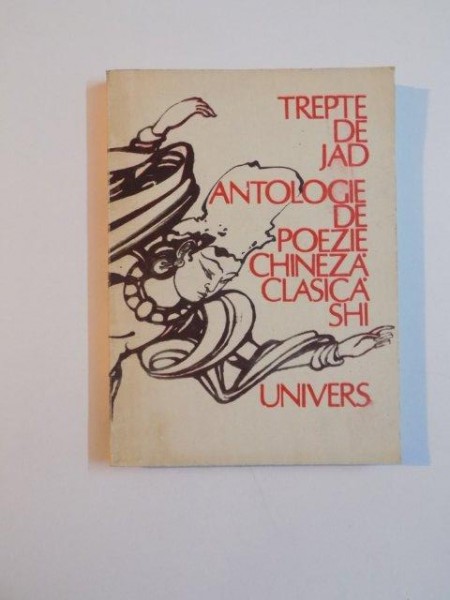 TREPTE
DE
JAD
ANTOLOGIE
DE
POEZIE
CHINEZĂ
CLASICĂ
SHI
UNIVERS